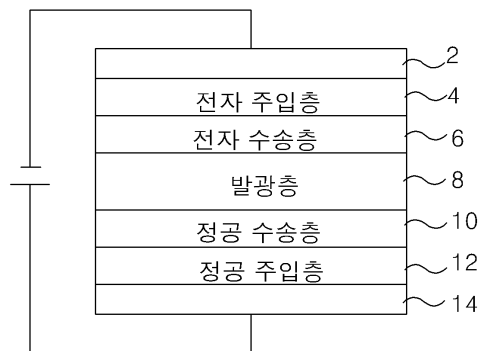 2
전자 주입층 4
전자 수송층 6
발광층 8
정공 수송층 10
정공 주입층 12
14